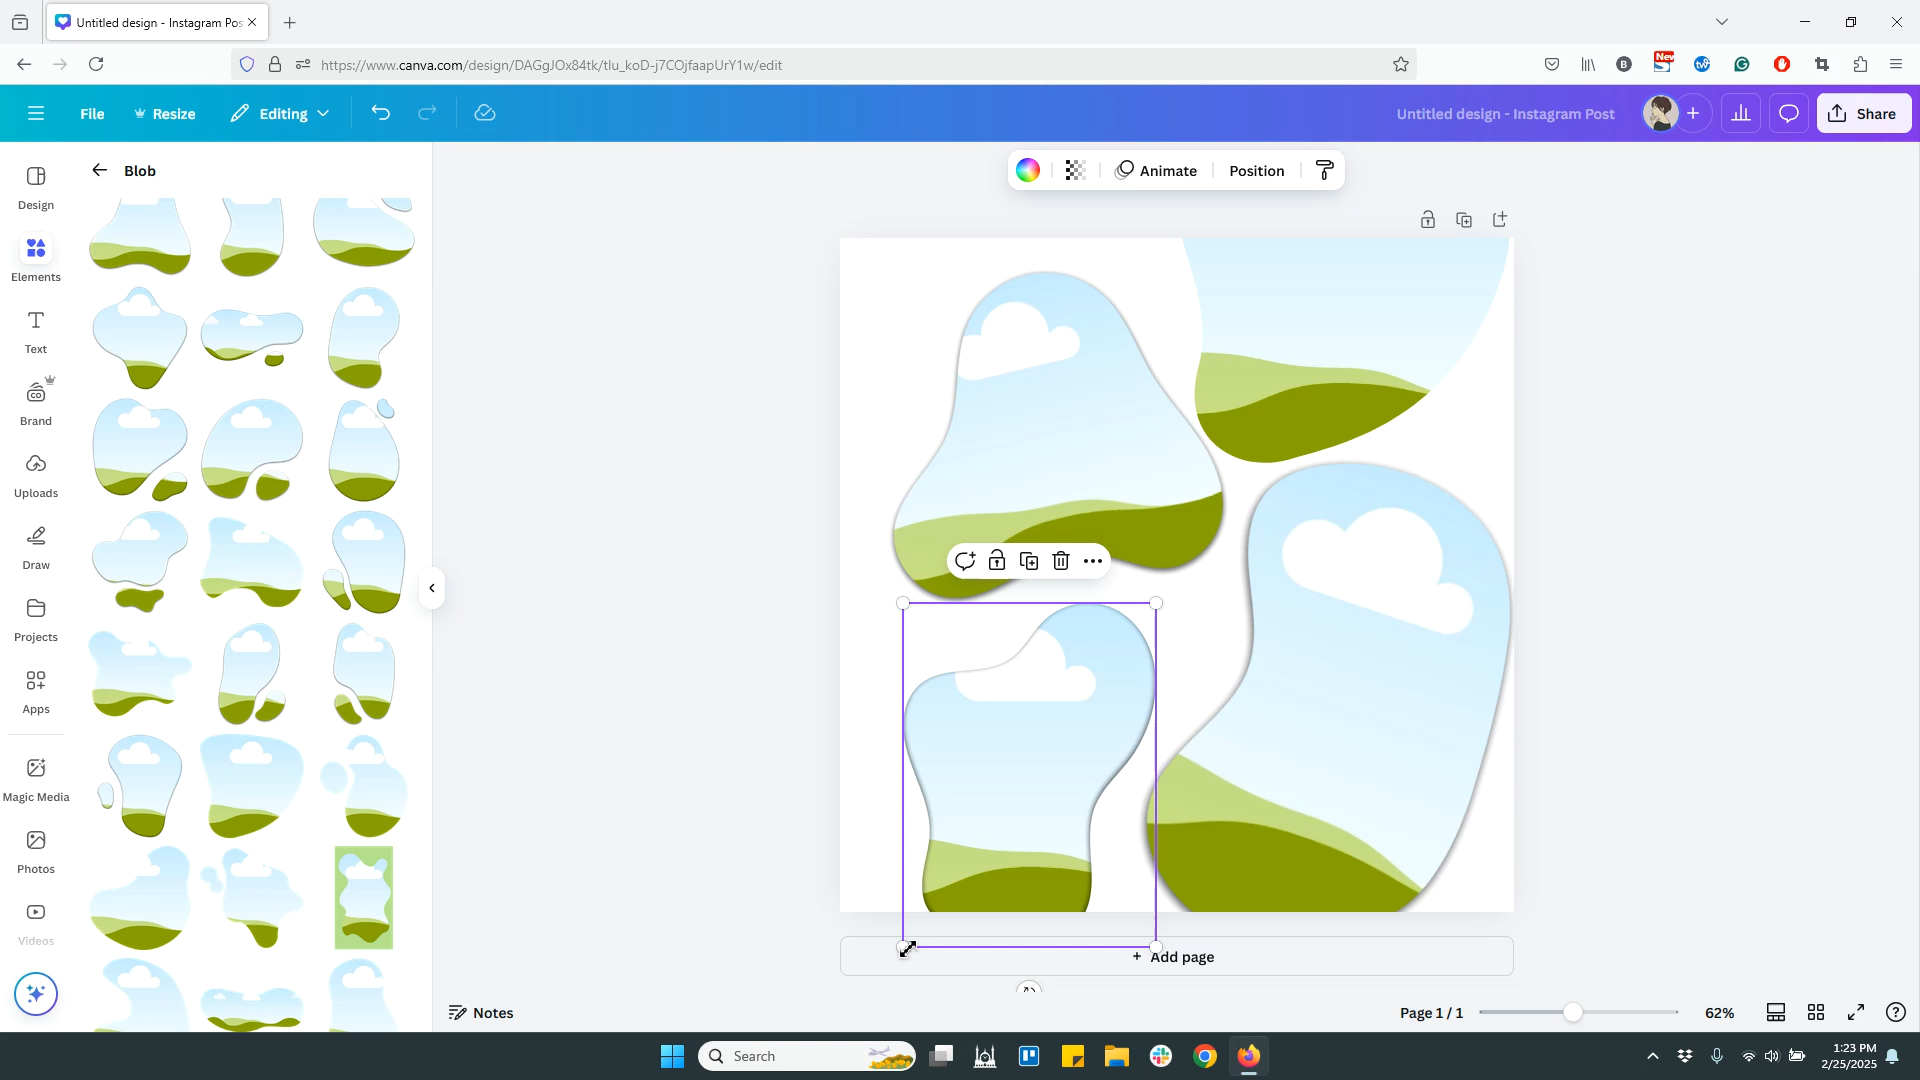 Untitled design - Instagram Pos
https://www.canva.com/design/DAGgJOx84tk/tlu_koD-j7COjfaapUrY1w/edit
B
New
tw
File
Resize
Editing
Untitled design - Instagram Post
Share
Design
Elements
Text
Brand
Uploads
Draw
Projects
Apps
Magic Media
Photos
Videos
Blob
Animate
Position
+ Add page
Notes
Page 1 / 1
62%
Search
1:23 PM
2/25/2025